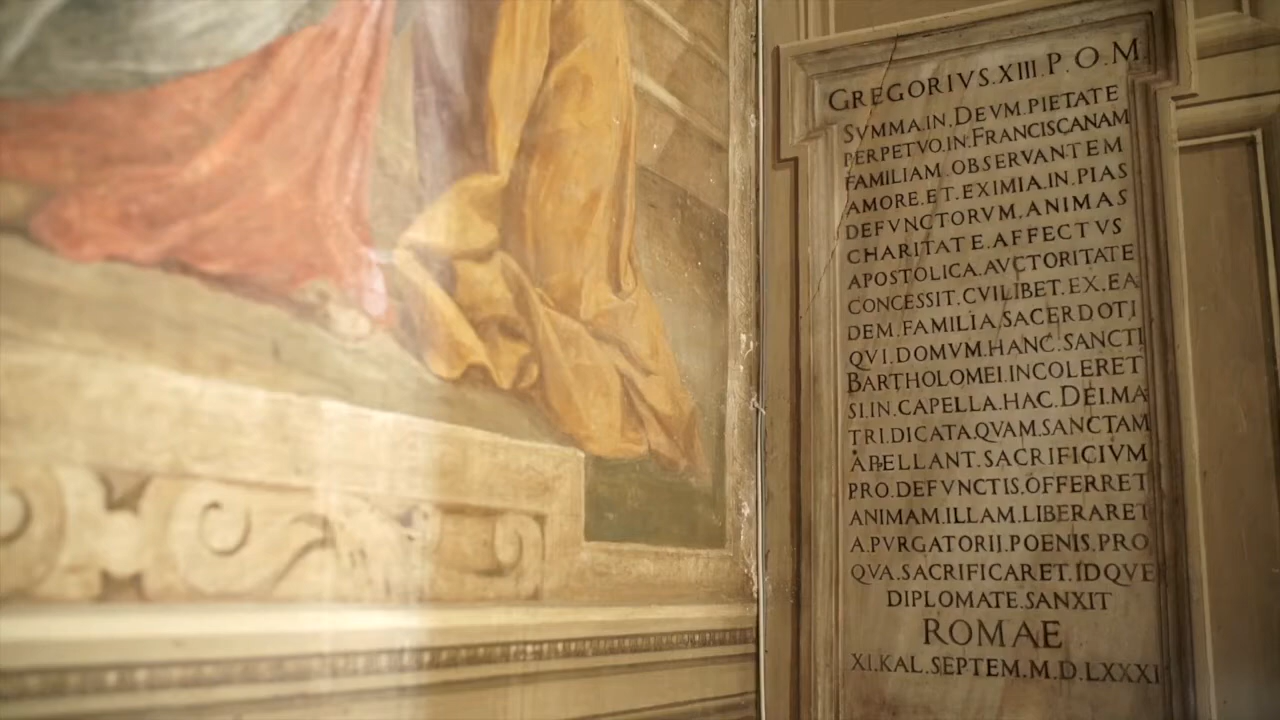 GREGORIVS.XIII.P.O.M
SVMMA.IN.DEVM.PIETATE
PERPETVO.IN.FRANCISCANAM
FAMILIAM.OBSERVANTEM
AMORE.ET.EXIMIA.IN.PIAS
DEFVNCTORVM.ANIMAS
CHARITATE.AFFECTVS
APOSTOLICA.AVCTORITATE
CONCESSIT.CVILIBET.EX.EA
DEM.FAMILIA.SACERDOTI
QVI.DOMVM.HANC.SANCTI
BARTHOLOMEI.INCOLERET
SI.IN.CAPELLA.HAC.DEI.MA
TRI.DICATA.QVAM.SANCTAM
APELLANT.SACRIFICIVM
PRO.DEFVNCTIS.OFFERRET
ANIMAM.ILLAM.LIBERARET
A.PVRGATORII.POENIS.PRO
QVA.SACRIFICARET.IDQVE
DIPLOMATE.SANXIT
ROMAE
XI.KAL.SEPTEM.M.D.LXXXI